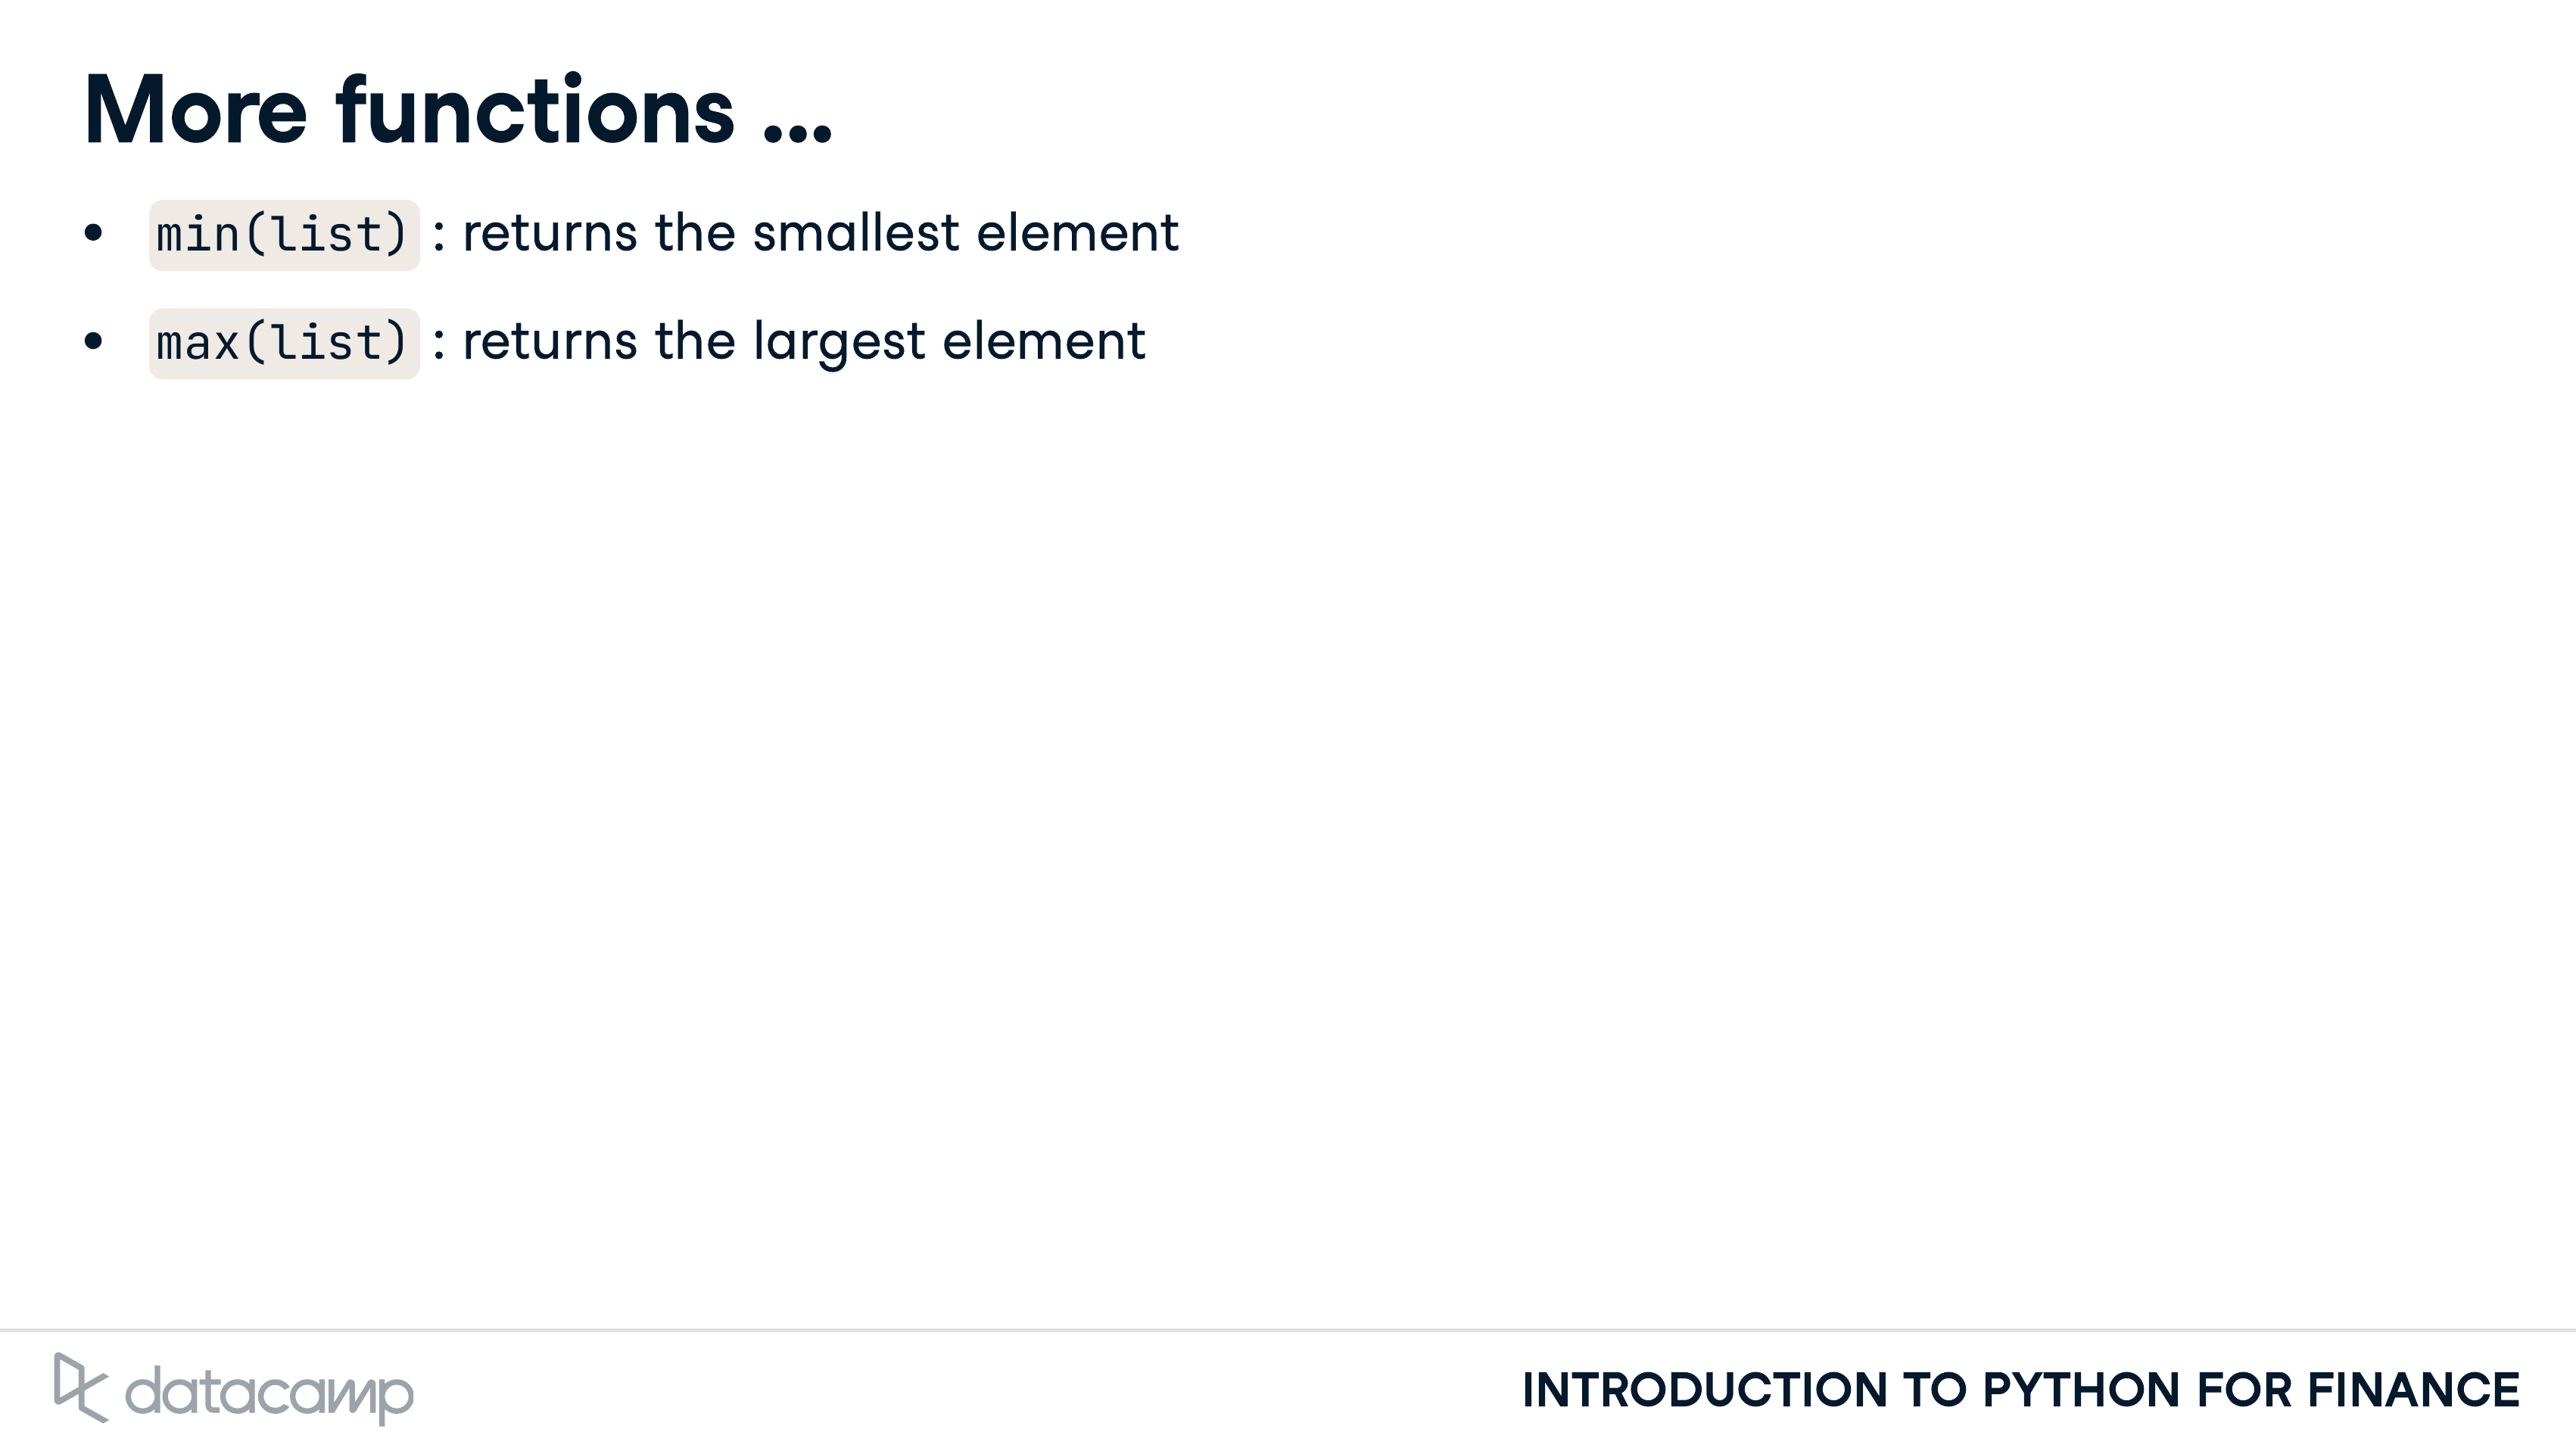 More functions ...
• min(list) : returns the smallest element
• max(list) : returns the largest element
datacamp
INTRODUCTION TO PYTHON FOR FINANCE